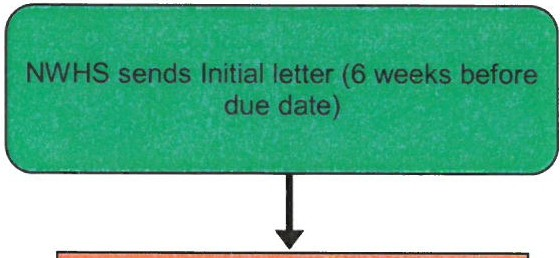 NWHS sends Initial letter (6 weeks before
due date)